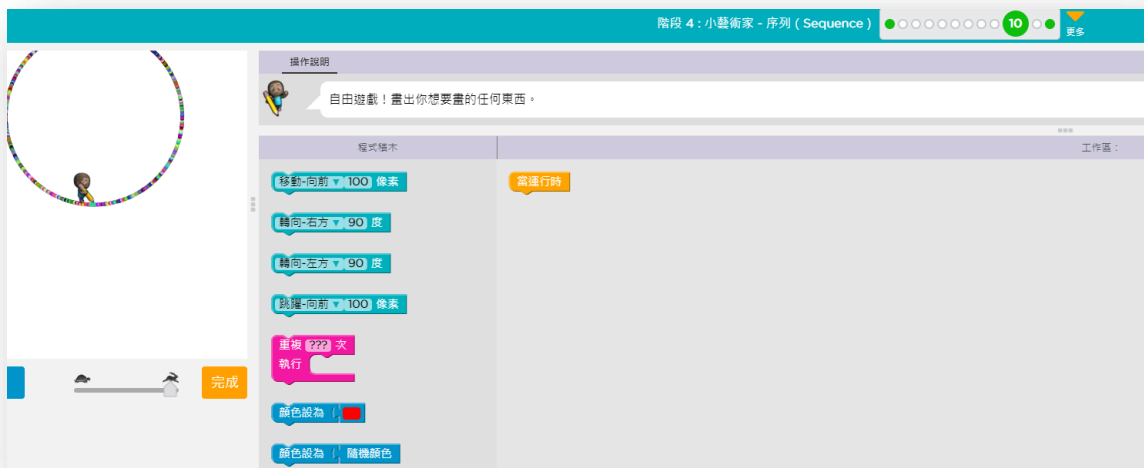 階段 4 : 小藝術家 - 序列 ( Sequence )
10
更多
操作說明
自由遊戲！畫出你想要畫的任何東西。
程式積木
工作區：
移動-向前 100 像素
當運行時
轉向-右方 90 度
轉向-左方 90 度
跳躍-向前 100 像素
重複 ??? 次
執行
完成
顏色設為
顏色設為 隨機顏色